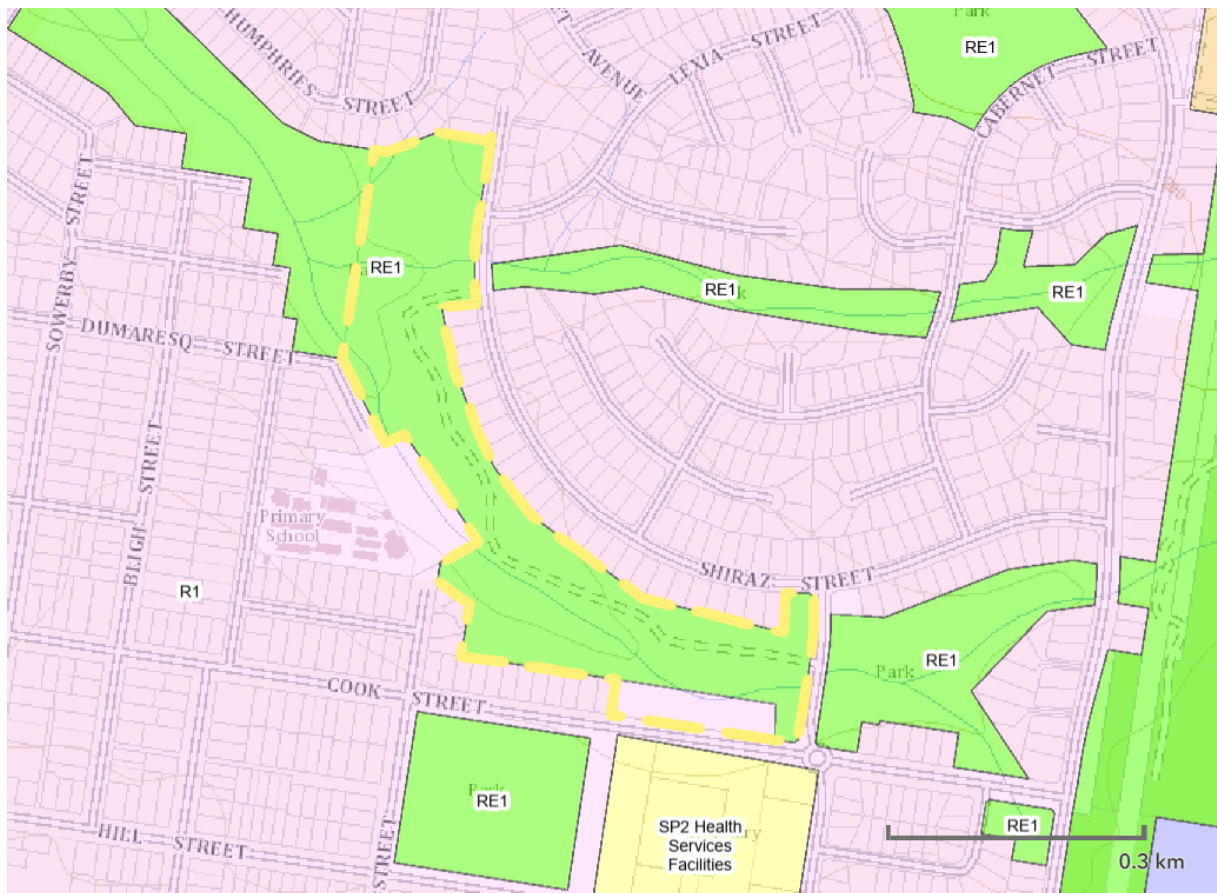 Park
RE1
HUMPHRIES STREET
AVENUE
LEXIA STREET
CABERNET STREET
SOWERBY STREET
RE1
RE1
RE1
DUMARESQ STREET
BLIGH STREET
Primary
School
R1
SHIRAZ STREET
Park
RE1
COOK STREET
RE1
SP2 Health
Services
Facilities
RE1
HILL STREET
STREET
0.3 km